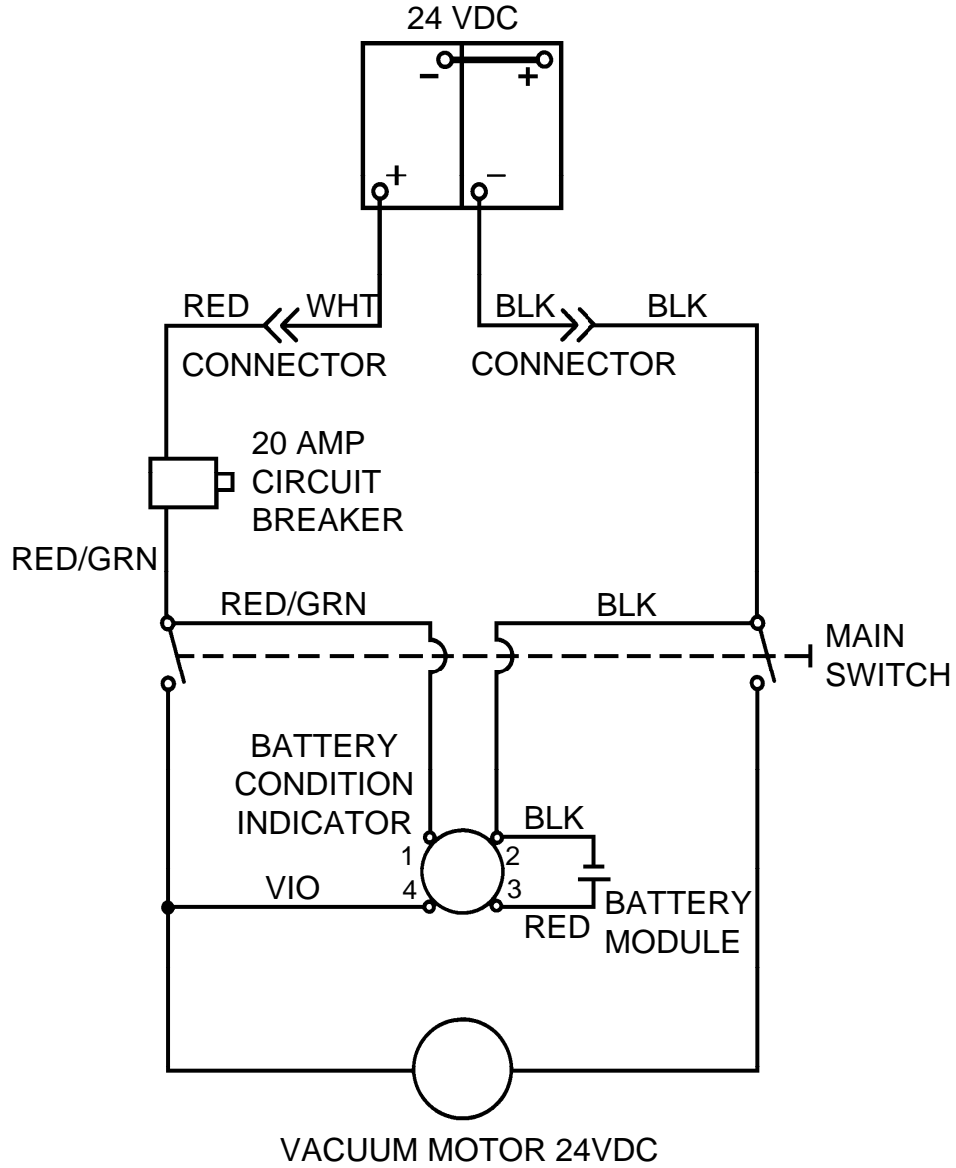 24 VDC
− +
+ −
RED WHT BLK BLK
CONNECTOR CONNECTOR
20 AMP
CIRCUIT
BREAKER
RED/GRN
RED/GRN BLK
MAIN
SWITCH
BATTERY
CONDITION
INDICATOR
BLK
1 2
VIO 4 3
RED
BATTERY
MODULE
VACUUM MOTOR 24VDC